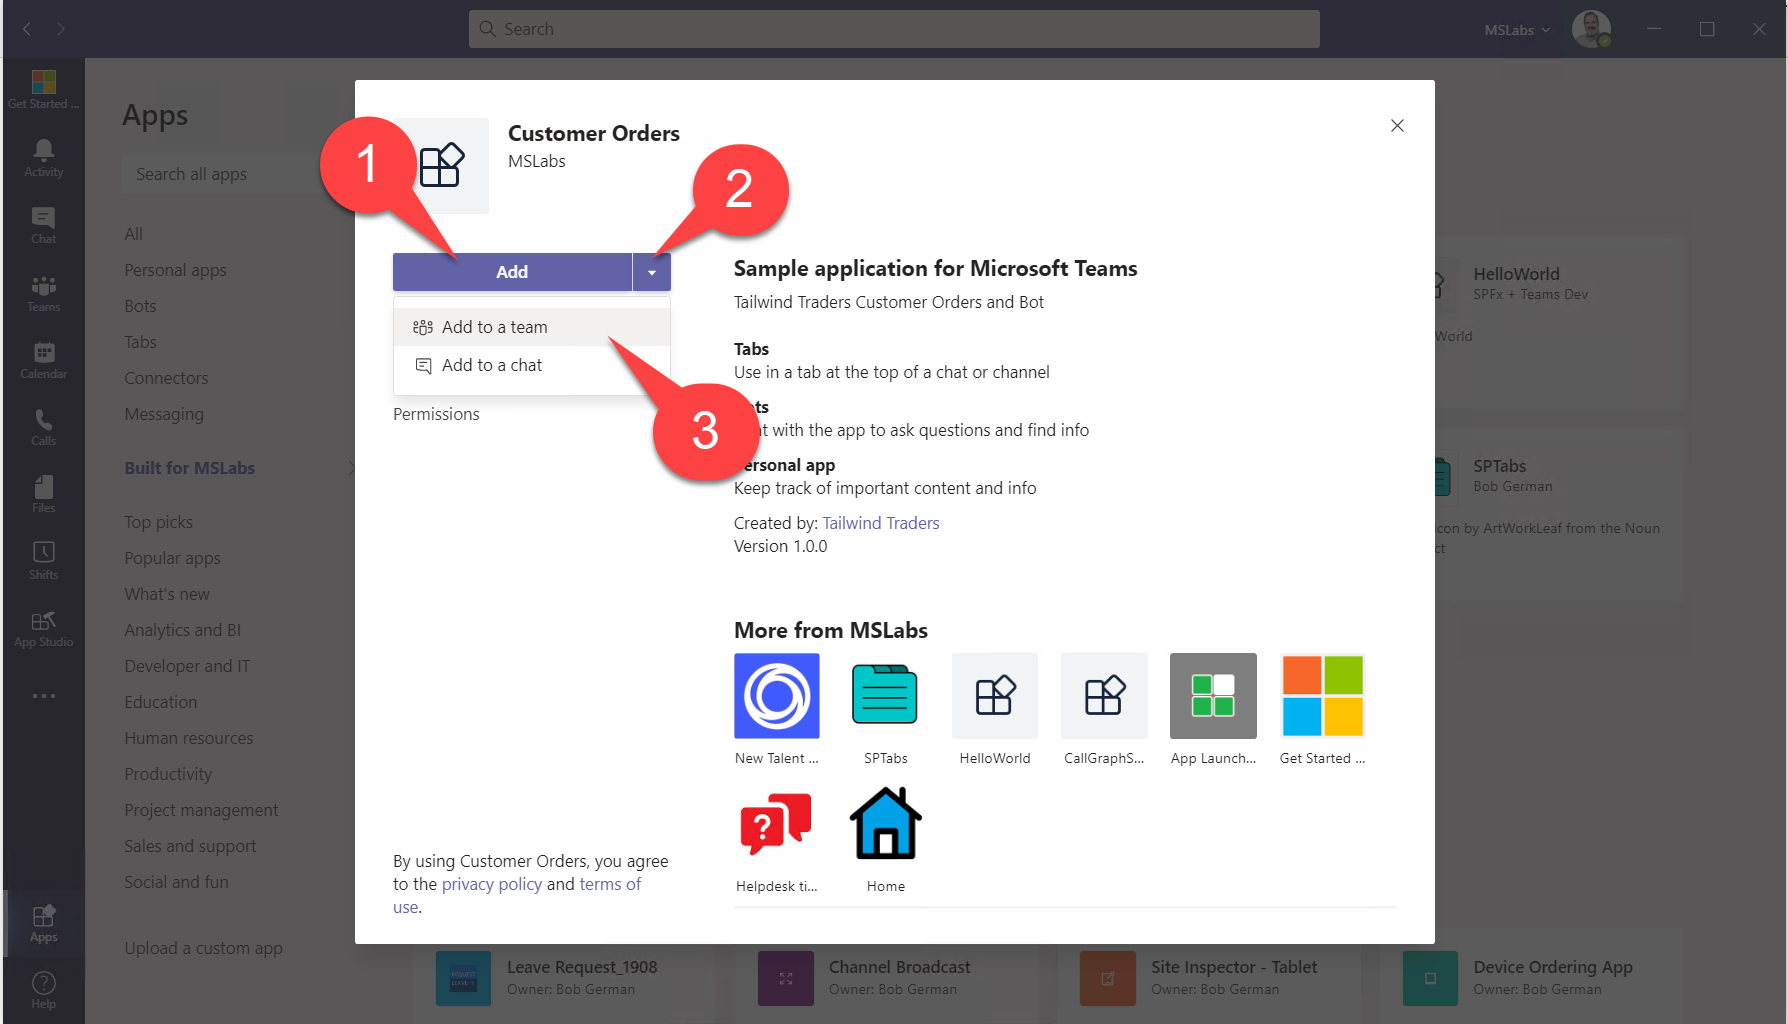 Search
MSLabs
Get Started ...
Activity
Chat
Teams
Calendar
Calls
Files
Shifts
App Studio
Apps
Help
Apps
Search all apps
All
Personal apps
Bots
Tabs
Connectors
Messaging
Built for MSLabs
Top picks
Popular apps
What's new
Analytics and BI
Developer and IT
Education
Human resources
Productivity
Project management
Sales and support
Social and fun
Upload a custom app
Customer Orders
MSLabs
1
2
3
Add
Add to a team
Add to a chat
Permissions
By using Customer Orders, you agree
to the privacy policy and terms of
use.
Sample application for Microsoft Teams
Tailwind Traders Customer Orders and Bot
Tabs
Use in a tab at the top of a chat or channel
ts
t with the app to ask questions and find info
ersonal app
Keep track of important content and info
Created by: Tailwind Traders
Version 1.0.0
More from MSLabs
New Talent ...
SPTabs
HelloWorld
CallGraphS...
App Launch...
Get Started ...
?
Helpdesk ti...
Home
HelloWorld
SPFx + Teams Dev
World
SPTabs
Bob German
con by ArtWorkLeaf from the Noun
ct
REQUEST
LEAVE
Leave Request_1908
Owner: Bob German
Channel Broadcast
Owner: Bob German
Site Inspector - Tablet
Owner: Bob German
Device Ordering App
Owner: Bob German